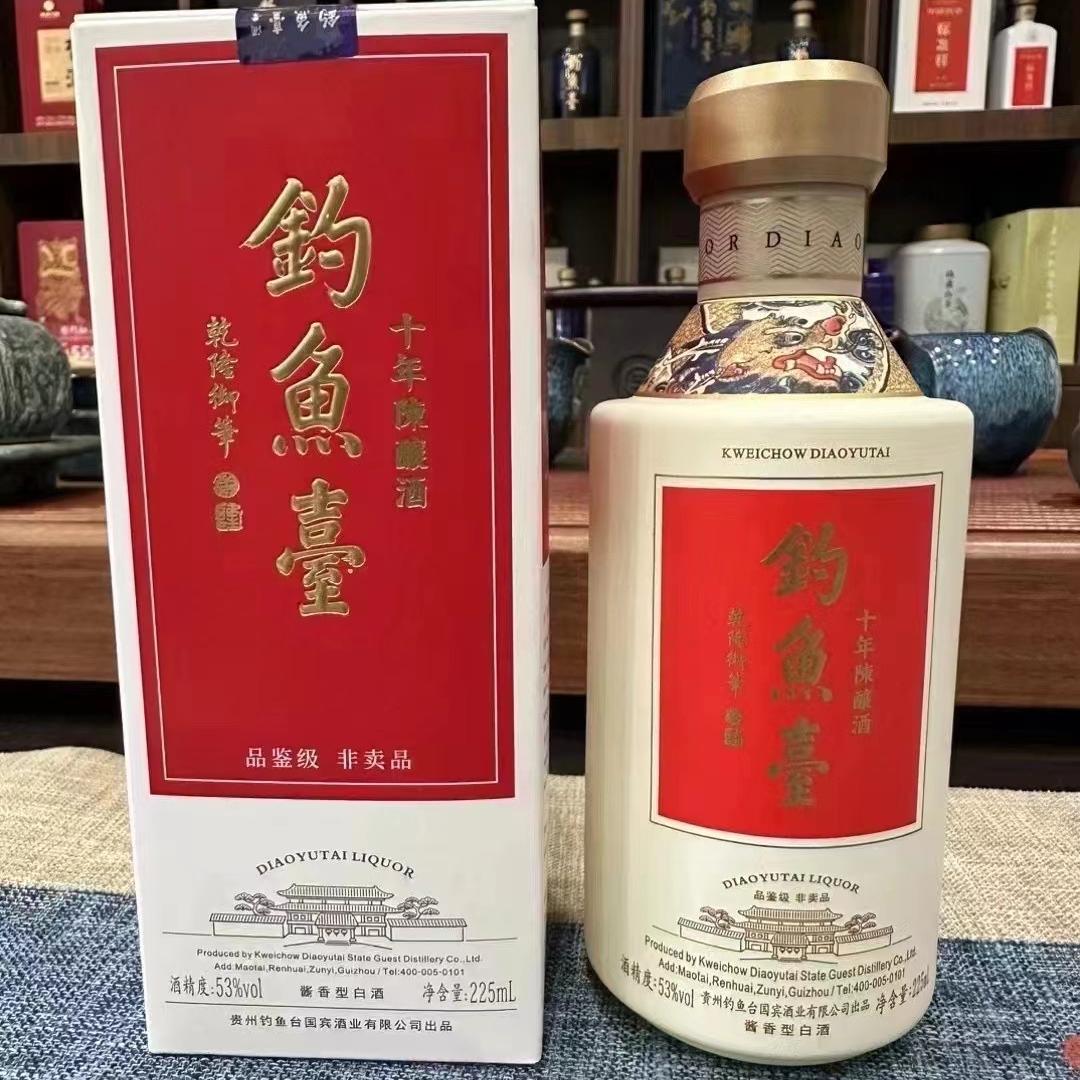 釣魚臺
十年陳釀酒
乾隆御筆
品鉴级 非卖品
DIAOYUTAI LIQUOR
Produced by Kweichow Diaoyutai State Guest Distillery Co.,Ltd.
Add:Maotai,Renhuai,Zunyi,Guizhou / Tel:400-005-0101
酒精度:53%vol 酱香型白酒 净含量:225mL
贵州钓鱼台国宾酒业有限公司出品
OR DIAO
KWEICHOW DIAOYUTAI
釣魚臺
十年陳釀酒
乾隆御筆
DIAOYUTAI LIQUOR
品鉴级 非卖品
Produced by Kweichow Diaoyutai State Guest Distillery Co.,Ltd.
Add:Maotai,Renhuai,Zunyi,Guizhou / Tel:400-005-0101
酒精度:53%vol 贵州钓鱼台国宾酒业有限公司出品 净含量:225mL
酱香型白酒